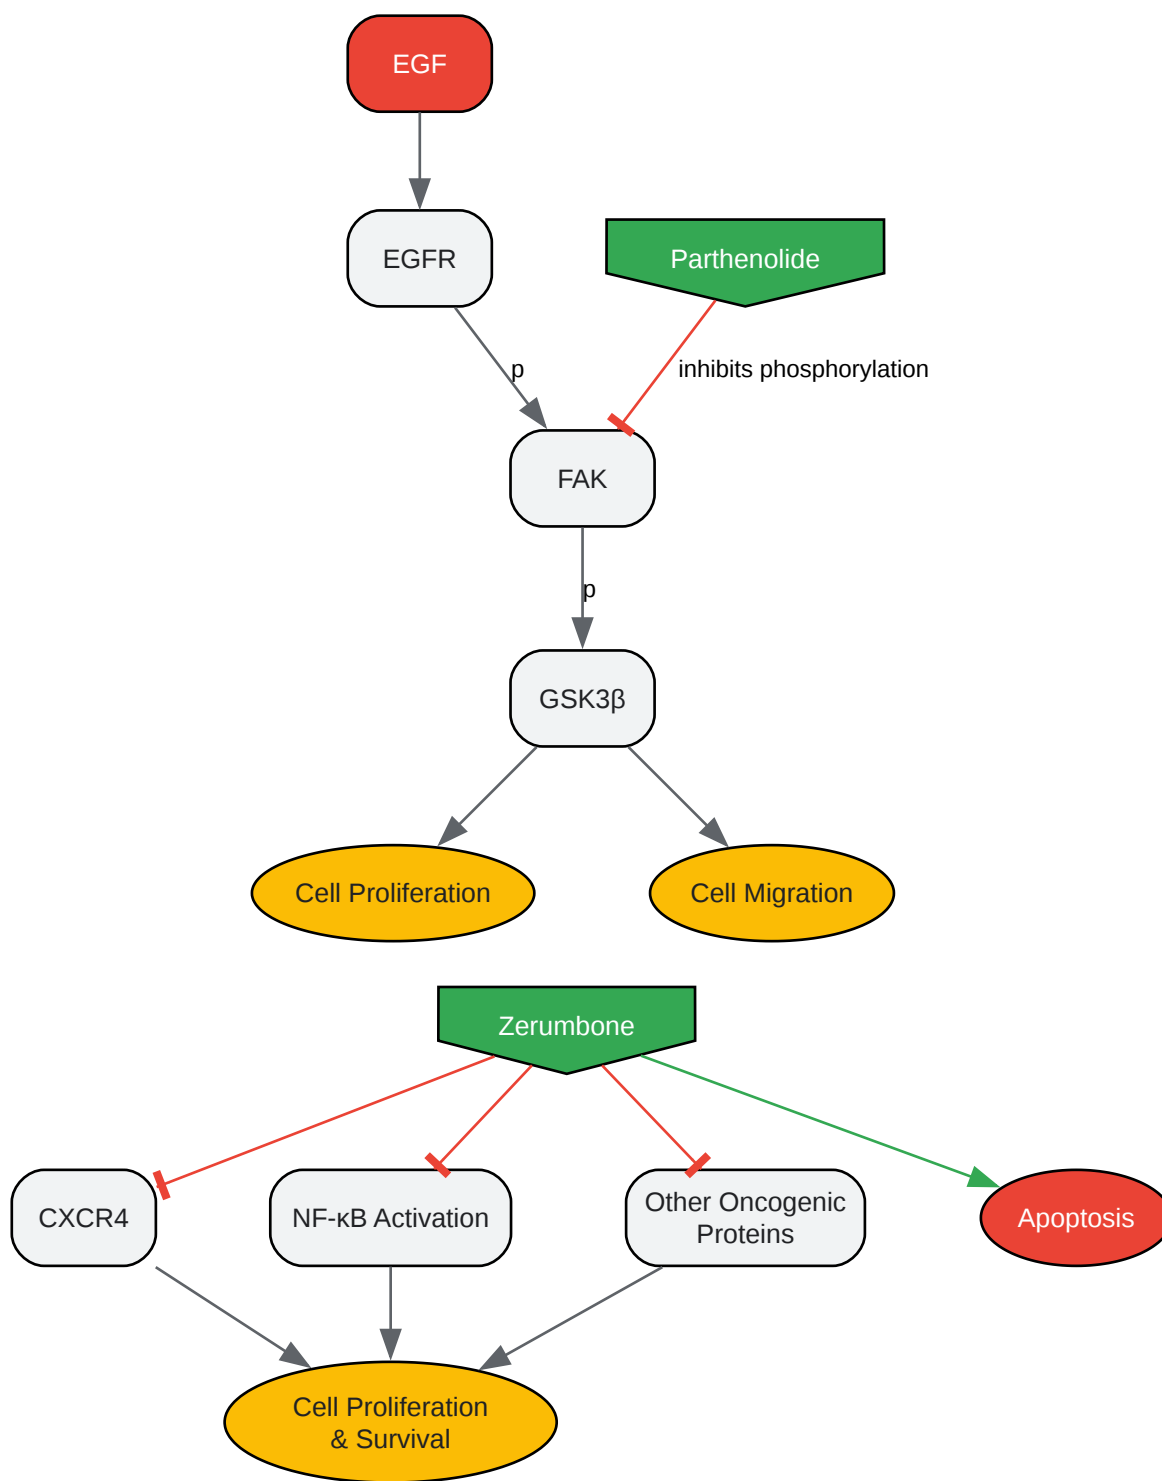 EGF
EGFR
Parthenolide
p
inhibits phosphorylation
FAK
p
GSK3β
Cell Proliferation
Cell Migration
Zerumbone
CXCR4
NF-κB Activation
Other Oncogenic
Proteins
Apoptosis
Cell Proliferation
& Survival